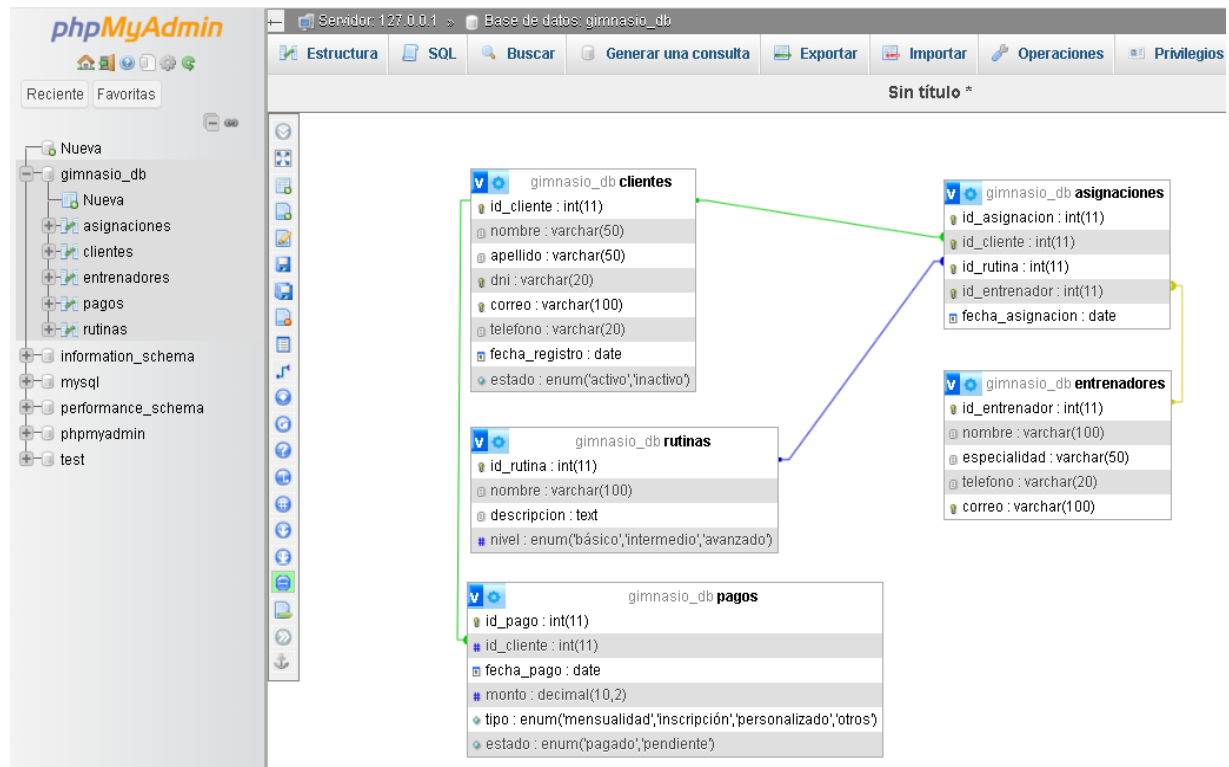 phpMyAdmin
Reciente Favoritas
Nueva
gimnasio_db
Nueva
asignaciones
clientes
entrenadores
pagos
rutinas
information_schema
mysql
performance_schema
phpmyadmin
test
Servidor: 127.0.0.1 » Base de datos: gimnasio_db
Estructura SQL Buscar Generar una consulta Exportar Importar Operaciones Privilegios
Sin título *
gimnasio_db clientes
id_cliente : int(11)
nombre : varchar(50)
apellido : varchar(50)
dni : varchar(20)
correo : varchar(100)
telefono : varchar(20)
fecha_registro : date
estado : enum('activo','inactivo')
gimnasio_db asignaciones
id_asignacion : int(11)
id_cliente : int(11)
id_rutina : int(11)
id_entrenador : int(11)
fecha_asignacion : date
gimnasio_db entrenadores
id_entrenador : int(11)
nombre : varchar(100)
especialidad : varchar(50)
telefono : varchar(20)
correo : varchar(100)
gimnasio_db rutinas
id_rutina : int(11)
nombre : varchar(100)
descripcion : text
nivel : enum('básico','intermedio','avanzado')
gimnasio_db pagos
id_pago : int(11)
id_cliente : int(11)
fecha_pago : date
monto : decimal(10,2)
tipo : enum('mensualidad','inscripción','personalizado','otros')
estado : enum('pagado','pendiente')